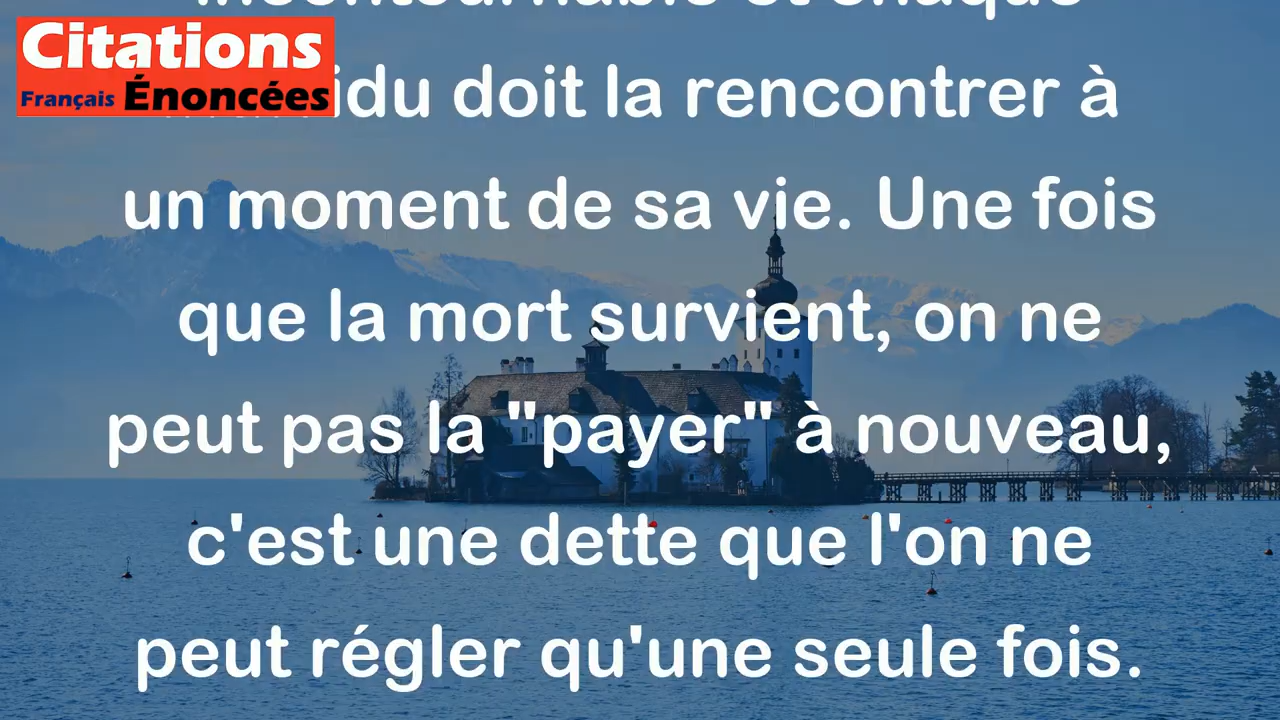 Citations
Français Énoncées
doit la rencontrer à
un moment de sa vie. Une fois
que la mort survient, on ne
peut pas la "payer" à nouveau,
c'est une dette que l'on ne
peut régler qu'une seule fois.